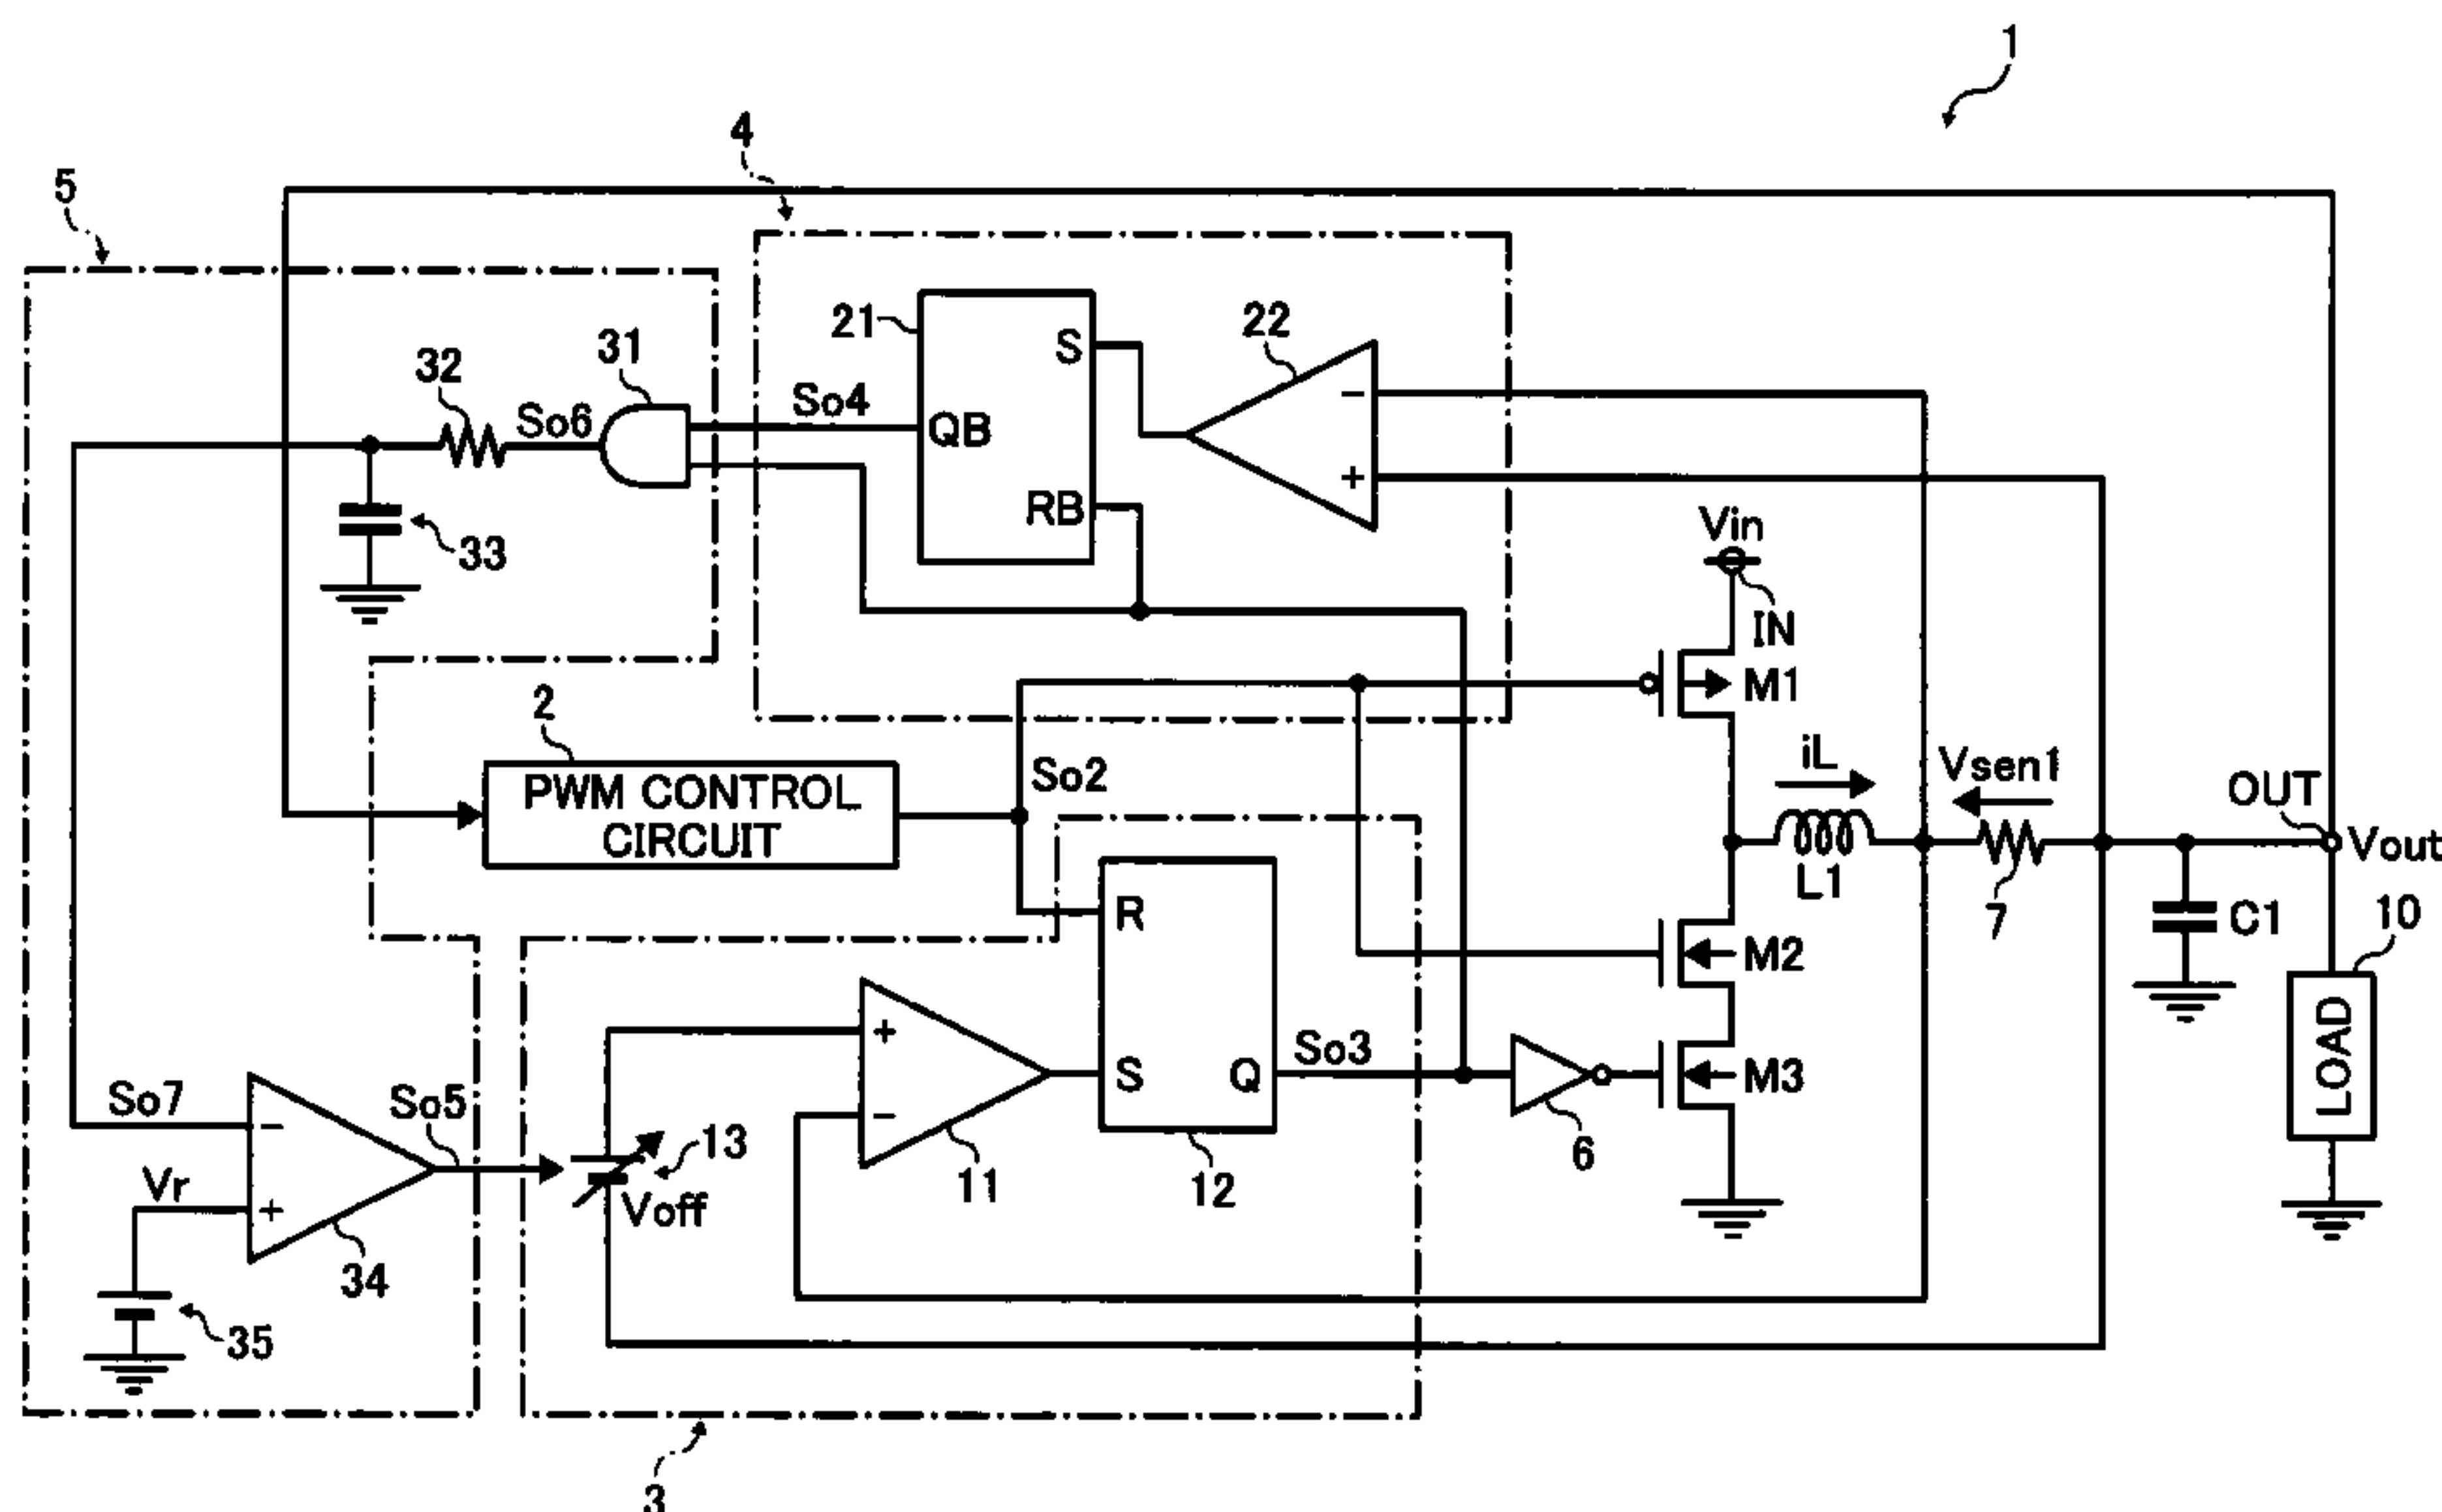 1
4
5
21
S
22
-
32
31
So6
So4
QB
+
RB
33
Vin
IN
M1
2
PWM CONTROL
CIRCUIT
So2
iL
Vsen1
OUT
Vout
L1
7
C1
10
LOAD
R
M2
+
S
Q
So3
M3
-
So7
So5
-
13
11
12
6
Vr
Voff
+
34
35
3